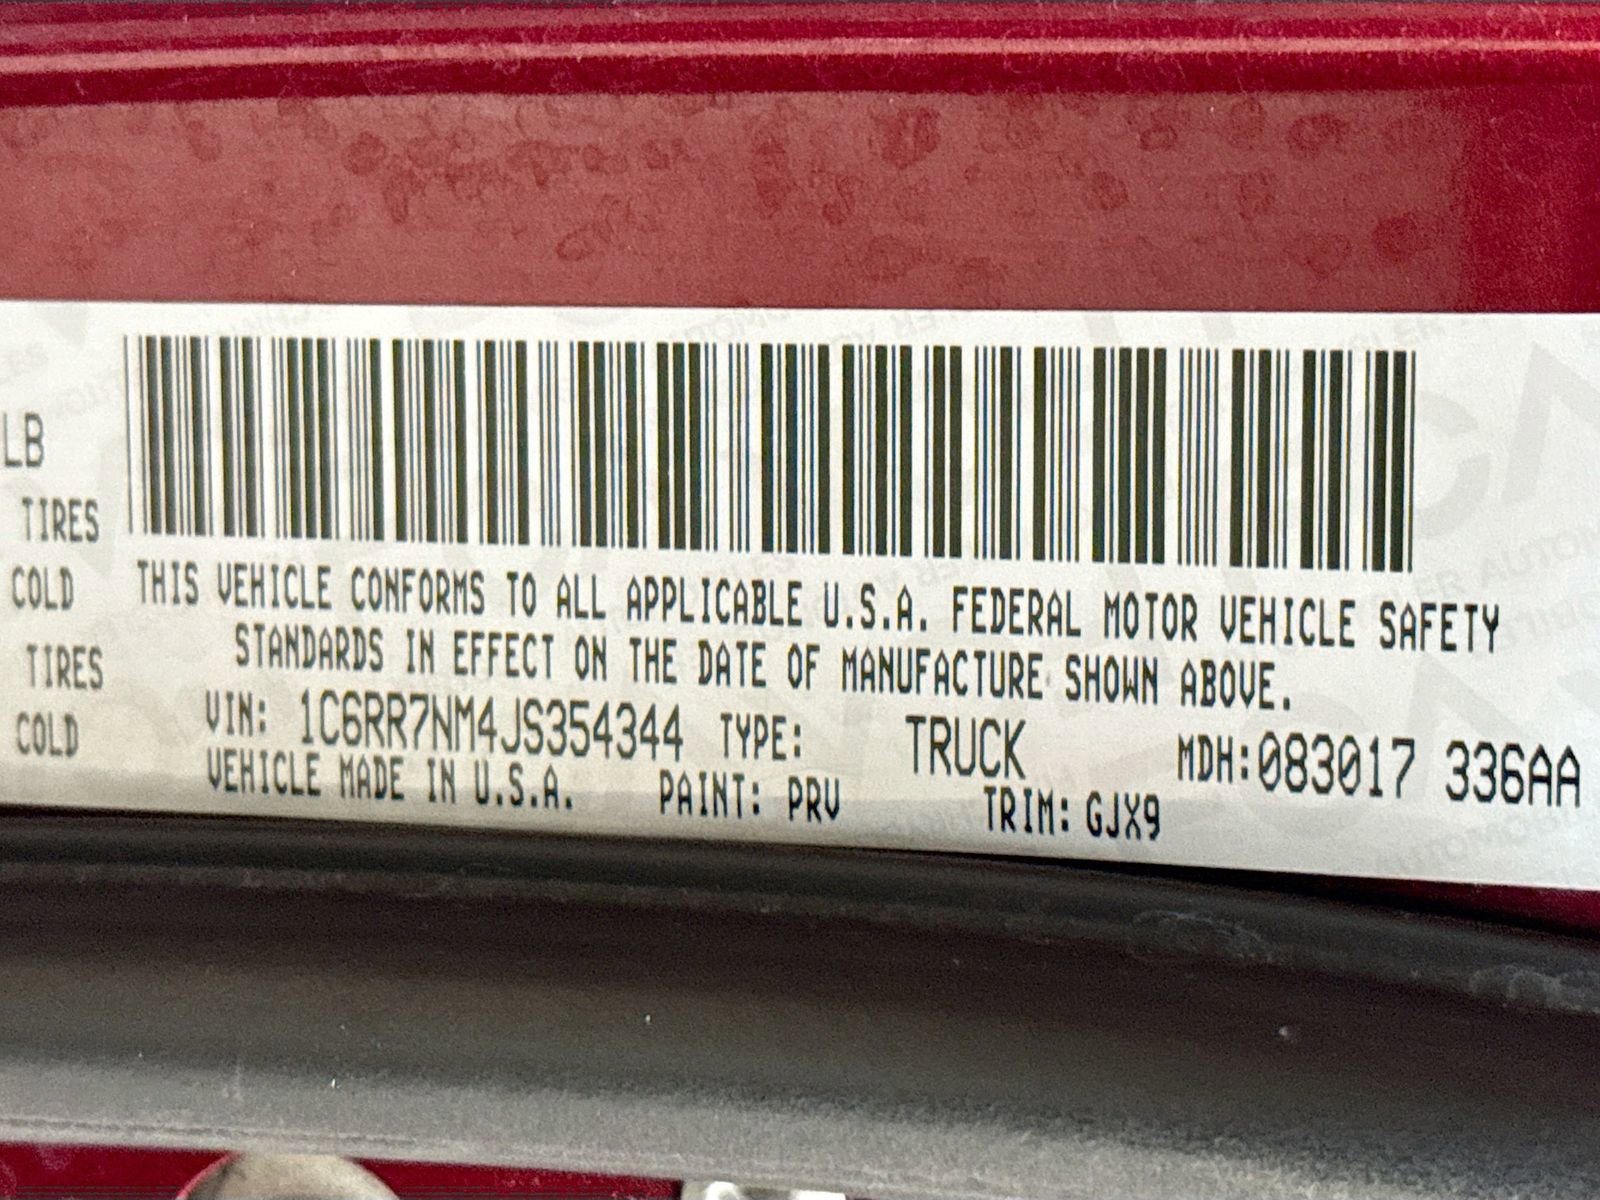 LB
TIRES
COLD
TIRES
COLD
THIS VEHICLE CONFORMS TO ALL APPLICABLE U.S.A. FEDERAL MOTOR VEHICLE SAFETY
STANDARDS IN EFFECT ON THE DATE OF MANUFACTURE SHOWN ABOVE.
VIN: 1C6RR7NM4JS354344 TYPE: TRUCK MDH:083017 336AA
VEHICLE MADE IN U.S.A. PAINT: PRV TRIM: GJX9